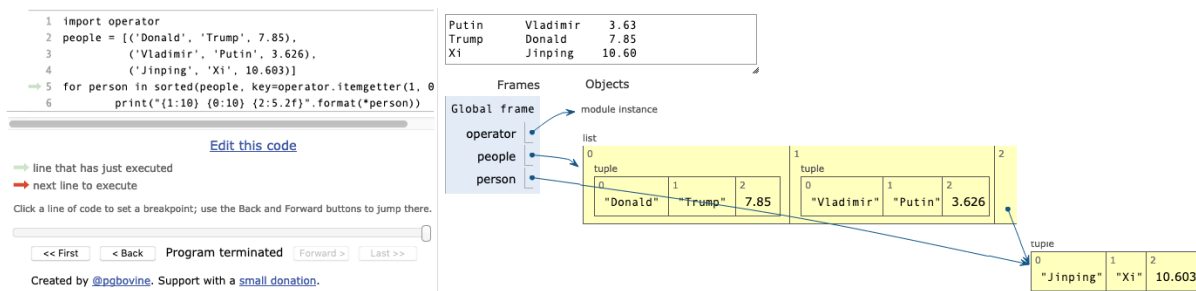 1 import operator
2 people = [('Donald', 'Trump', 7.85),
3 ('Vladimir', 'Putin', 3.626),
4 ('Jinping', 'Xi', 10.603)]
5 for person in sorted(people, key=operator.itemgetter(1, 0
6 print("{1:10} {0:10} {2:5.2f}".format(*person))
Edit this code
line that has just executed
next line to execute
Click a line of code to set a breakpoint; use the Back and Forward buttons to jump there.
<< First < Back Program terminated Forward > Last >>
Created by @pgbovine. Support with a small donation.
Putin Vladimir 3.63
Trump Donald 7.85
Xi Jinping 10.60
Frames Objects
Global frame
operator
people
person
module instance
list
0 1 2
tuple
0 1 2
"Donald" "Trump" 7.85
tuple
0 1 2
"Vladimir" "Putin" 3.626
tuple
0 1 2
"Jinping" "Xi" 10.603